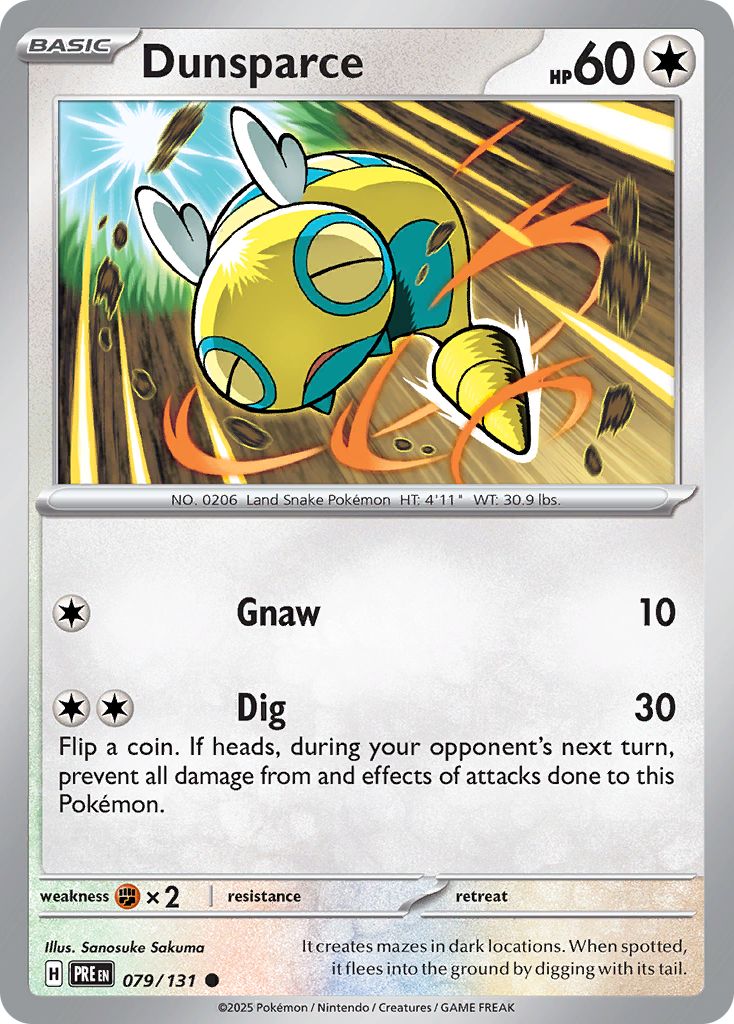 BASIC
Dunsparce
HP60
NO. 0206 Land Snake Pokémon HT: 4'11" WT: 30.9 lbs.
Gnaw 10
Dig 30
Flip a coin. If heads, during your opponent's next turn,
prevent all damage from and effects of attacks done to this
Pokémon.
weakness ×2 resistance retreat
Illus. Sanosuke Sakuma
H PRE EN 079/131
It creates mazes in dark locations. When spotted,
it flees into the ground by digging with its tail.
©2025 Pokémon / Nintendo / Creatures / GAME FREAK